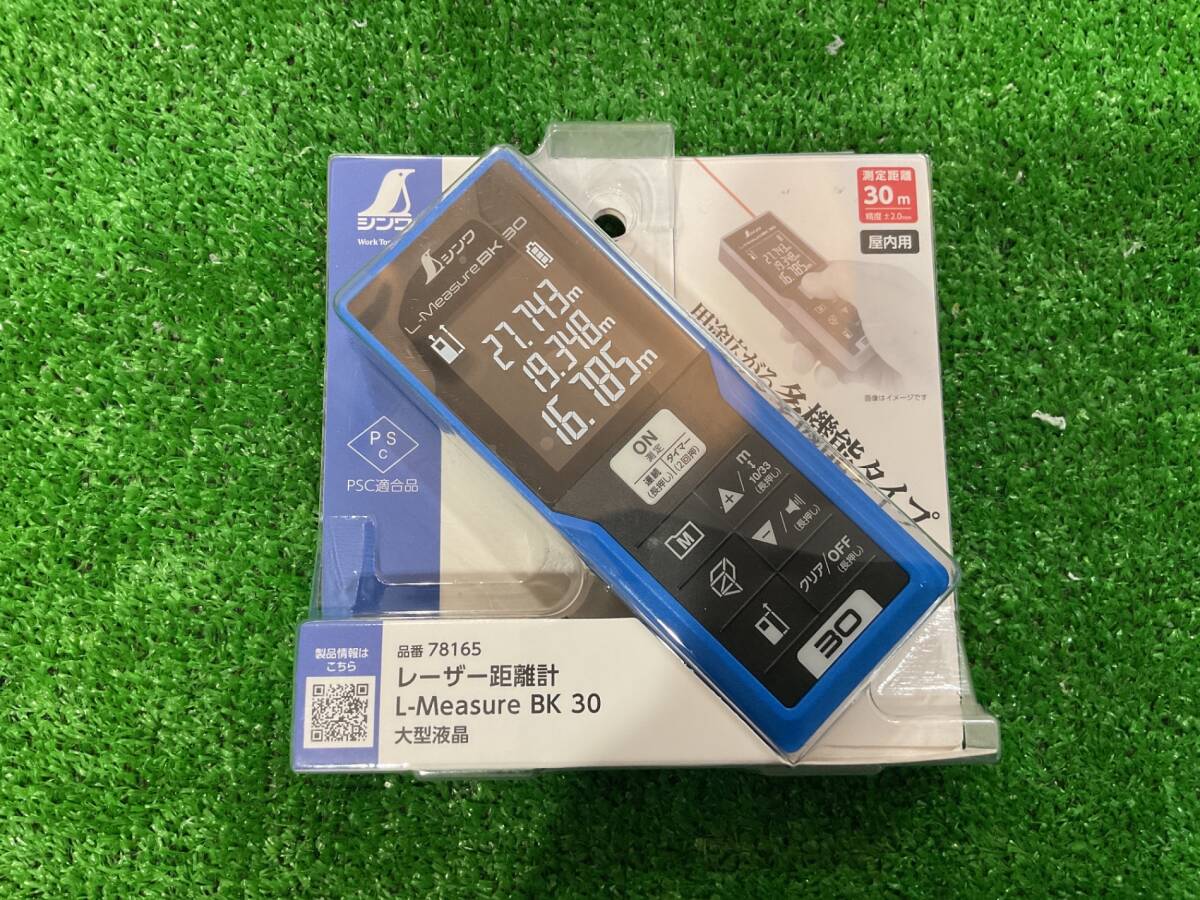 シンワ
Work Too
測定距離
30 m
精度 ±2.0mm
屋内用
画像はイメージです
用途広がる多機能タイプ
P S
C
PSC適合品
シンワ
L-Measure BK 30
27.743m
19.348m
16.785m
ON
測定
連続
(長押し)
タイマー
(2回押)
+ / m
10/33
(長押し)
M
− /
(長押し)
クリア/OFF
(長押し)
30
製品情報は
こちら
品番 78165
レーザー距離計
L-Measure BK 30
大型液晶